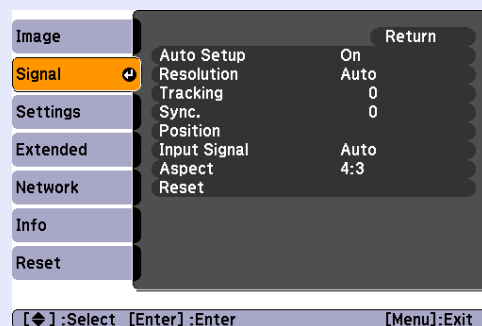 Image
Signal
Settings
Extended
Network
Info
Reset
Return
Auto Setup On
Resolution Auto
Tracking 0
Sync. 0
Position
Input Signal Auto
Aspect 4:3
Reset
[◆] :Select [Enter] :Enter [Menu]:Exit